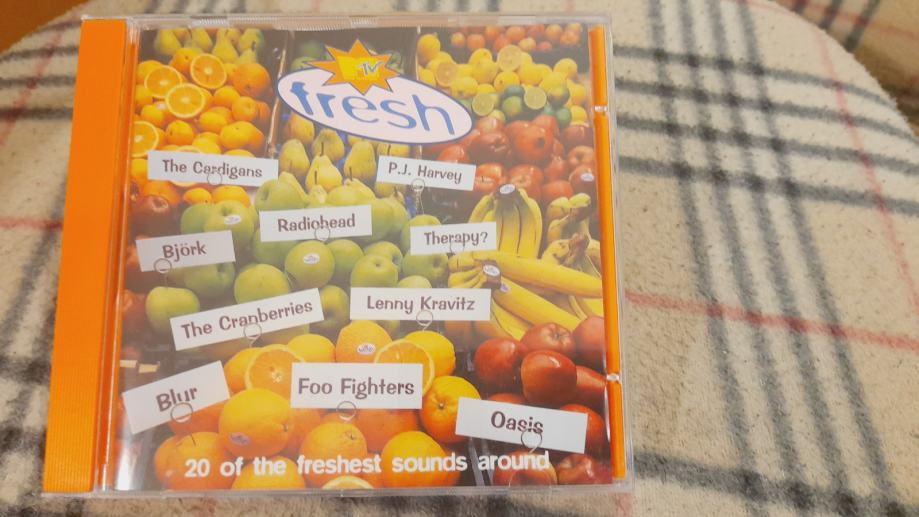 MTV
fresh
The Cardigans
P.J. Harvey
Radiohead
Therapy?
Björk
The Cranberries
Lenny Kravitz
Blur
Foo Fighters
Oasis
20 of the freshest sounds around